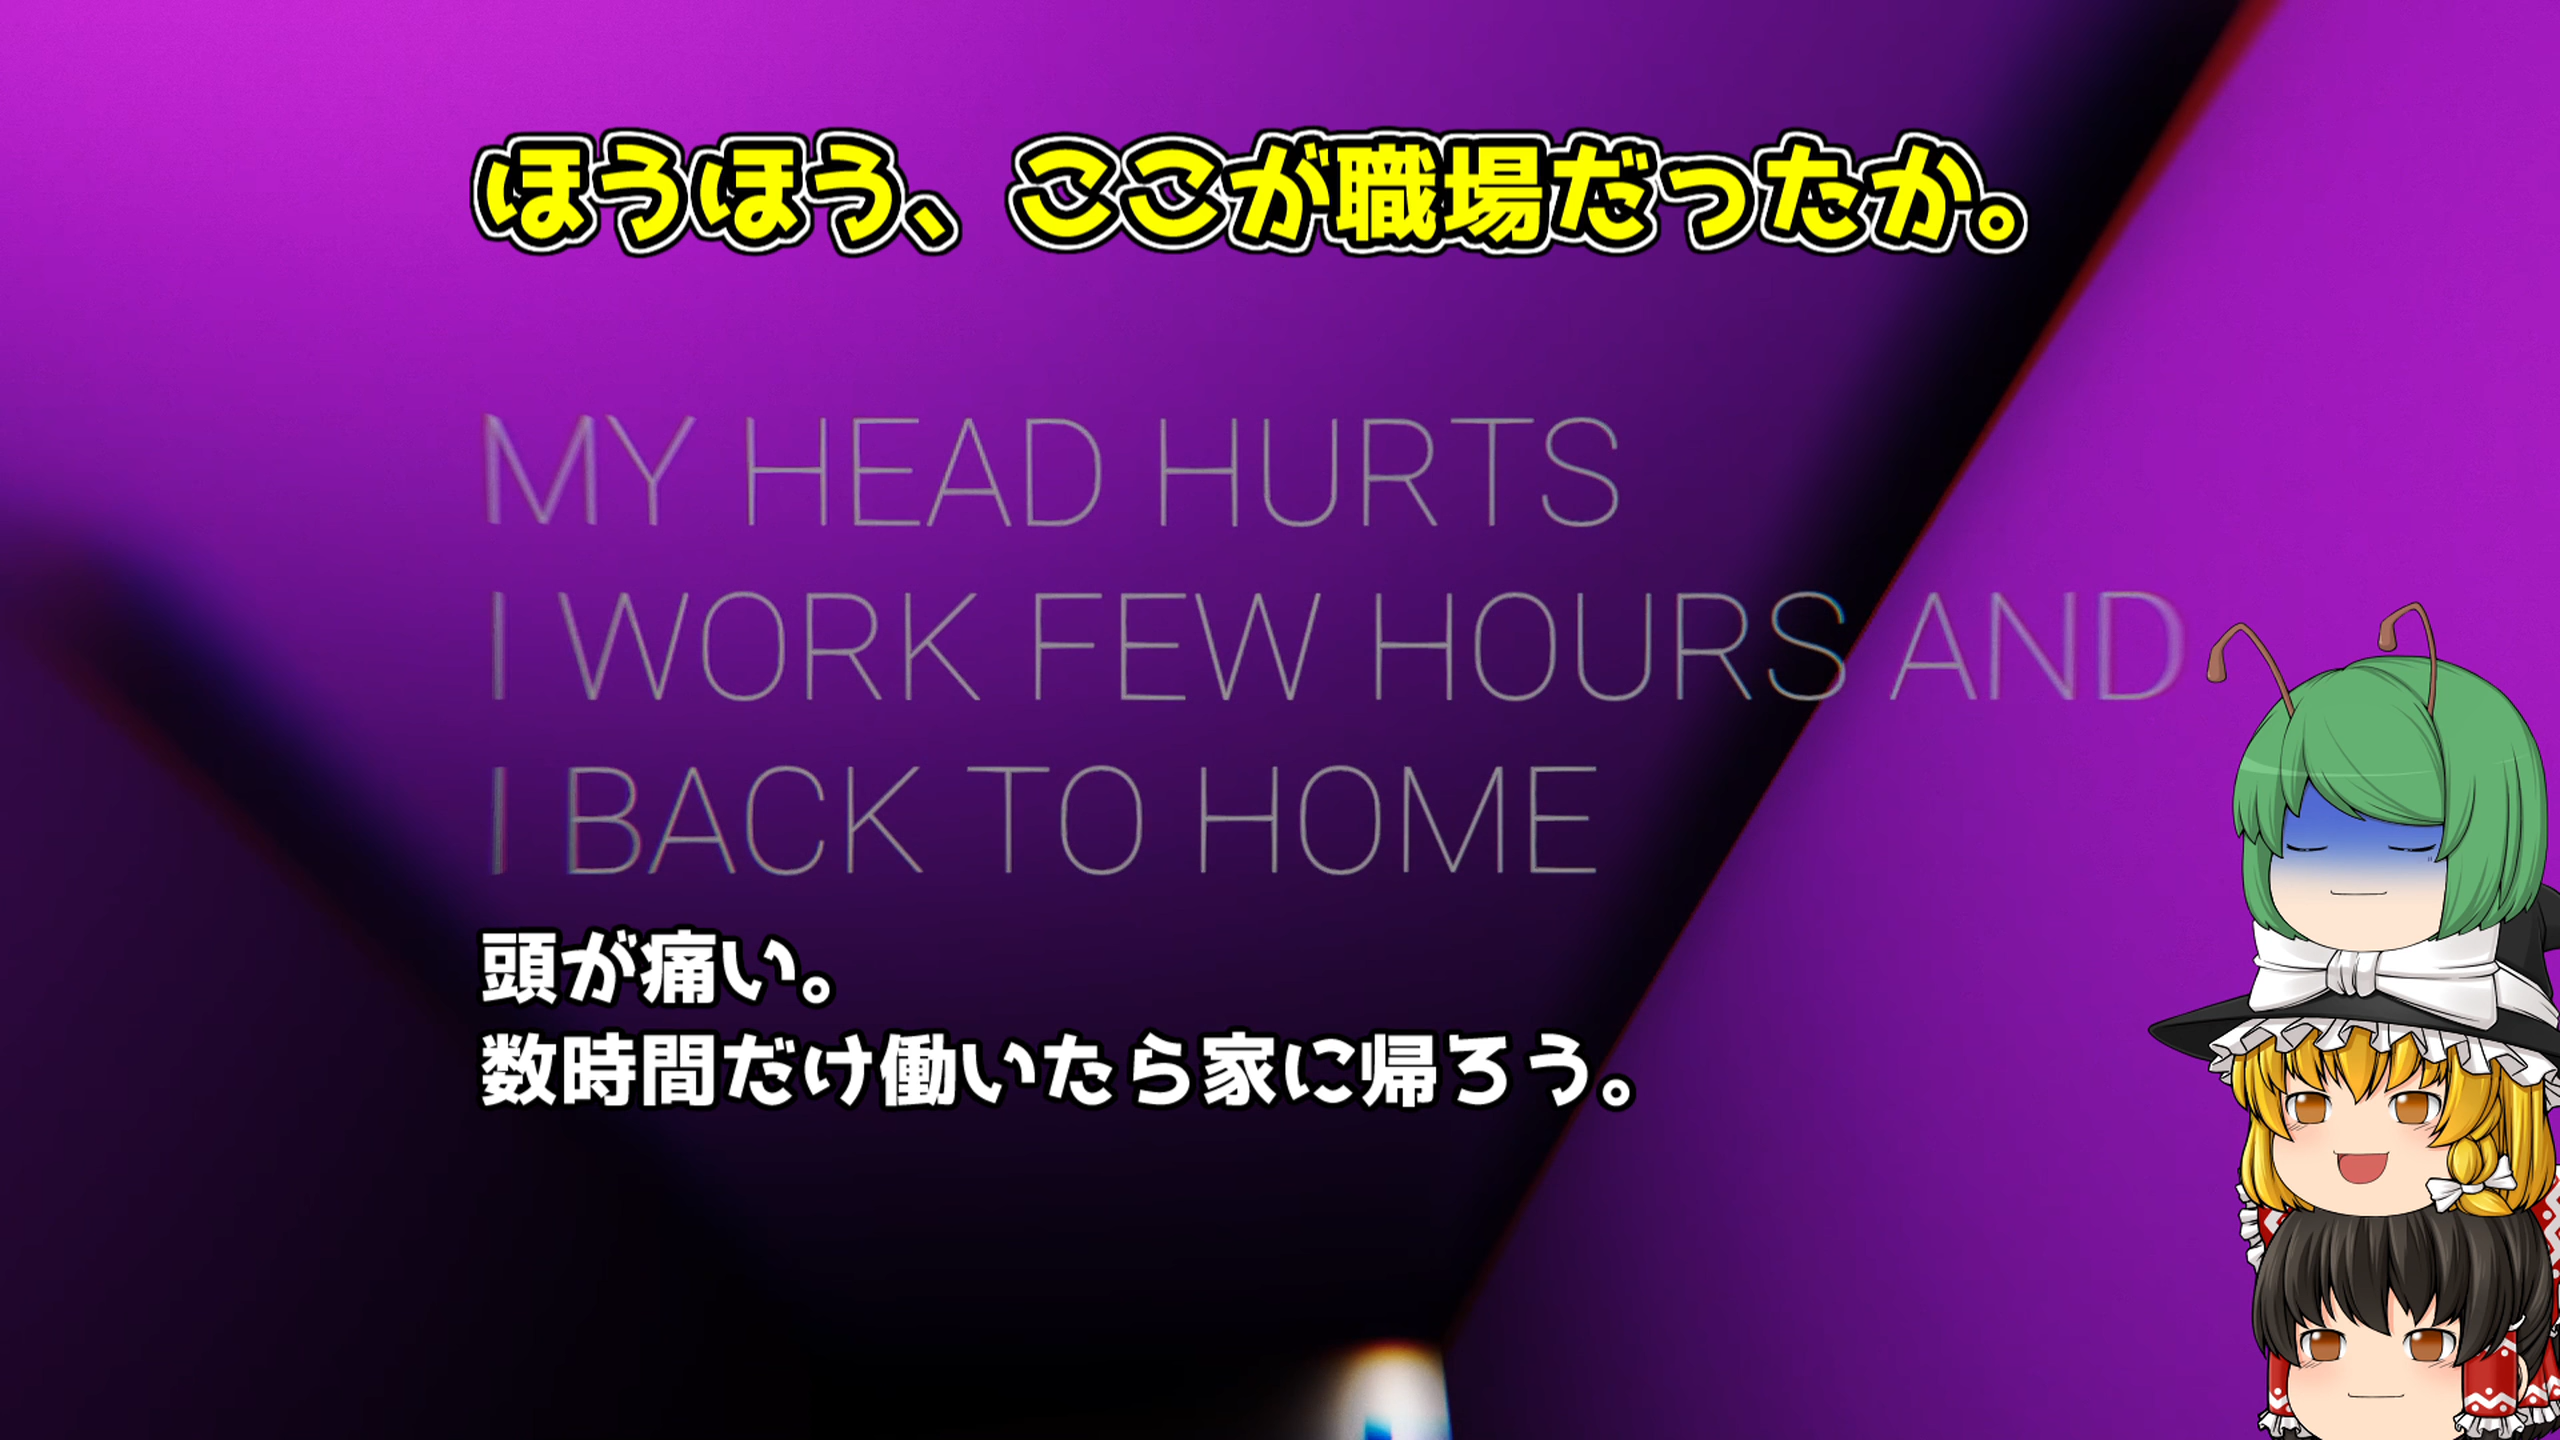 ほうほう、ここが職場だったか。
MY HEAD HURTS
I WORK FEW HOURS AND
I BACK TO HOME
頭が痛い。
数時間だけ働いたら家に帰ろう。